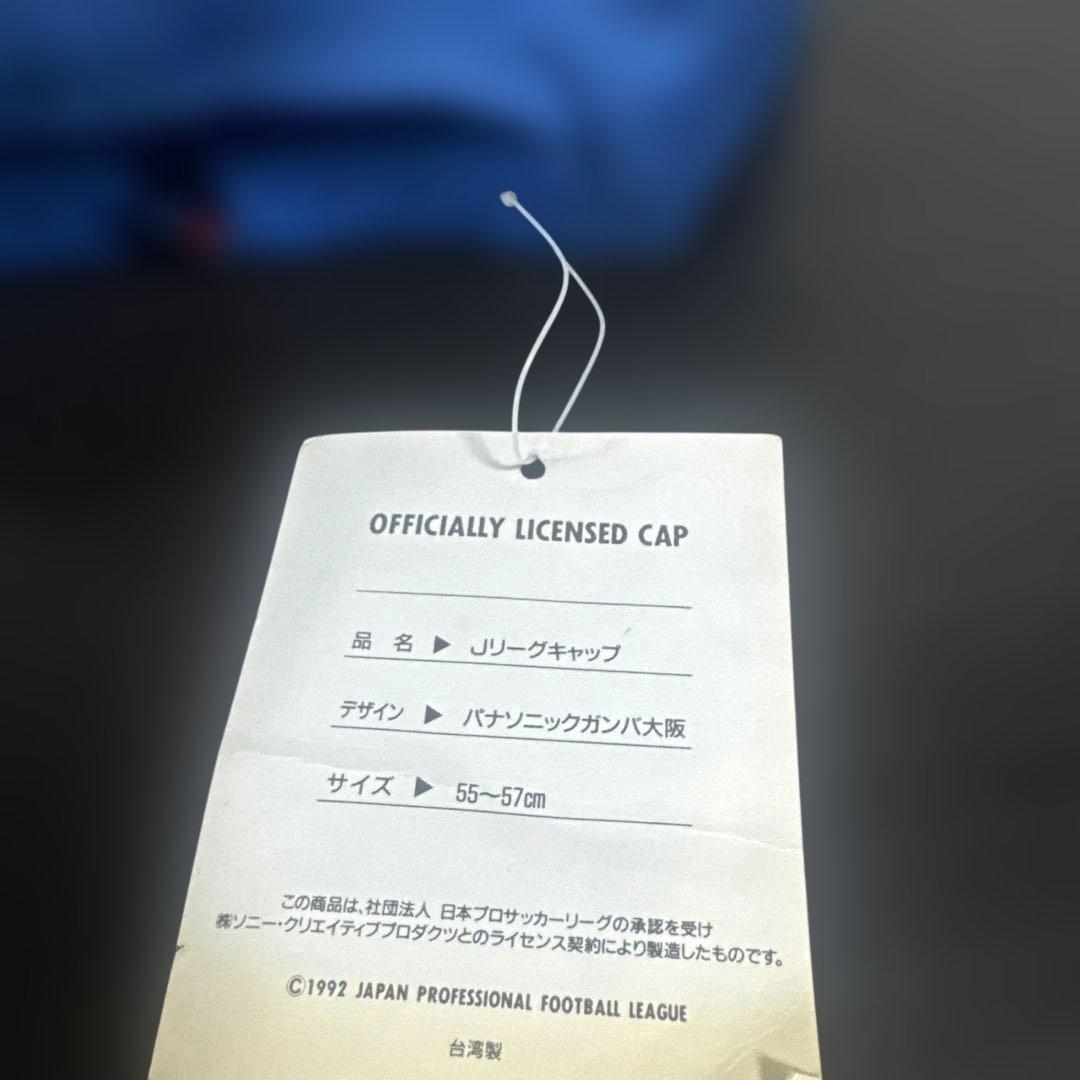 OFFICIALLY LICENSED CAP
品 名 ▶ Jリーグキャップ
デザイン ▶ パナソニックガンバ大阪
サイズ ▶ 55〜57cm
この商品は、社団法人 日本プロサッカーリーグの承認を受け
㈱ソニー・クリエイティブプロダクツとのライセンス契約により製造したものです。
©1992 JAPAN PROFESSIONAL FOOTBALL LEAGUE
台湾製